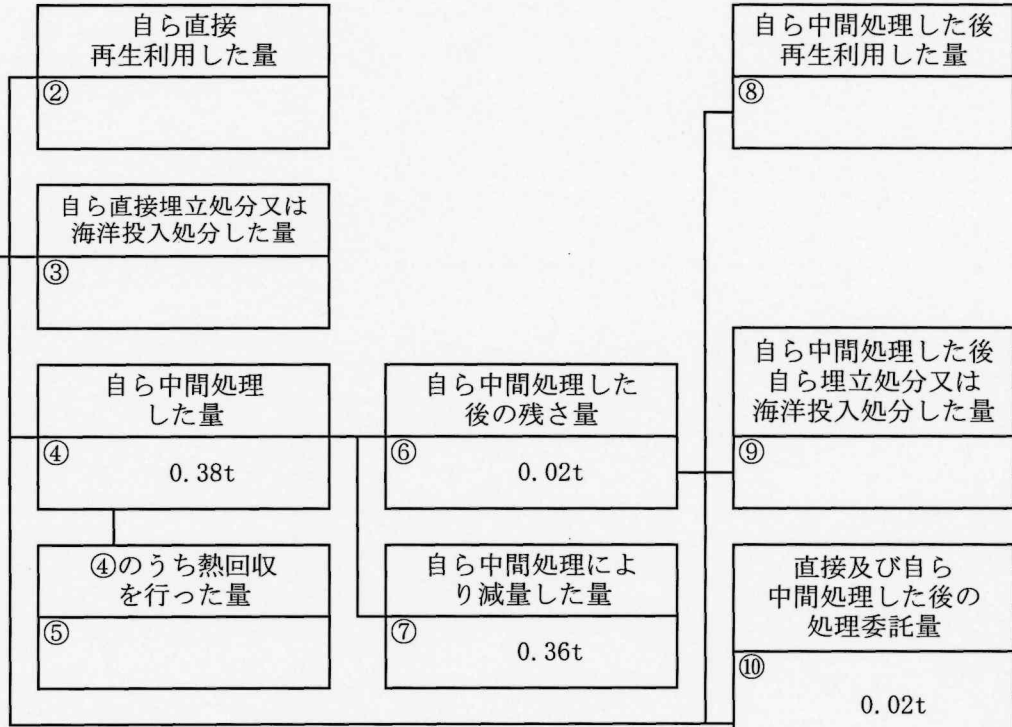 自ら直接
再生利用した量
②
自ら直接埋立処分又は
海洋投入処分した量
③
自ら中間処理
した量
④
0.38t
④のうち熱回収
を行った量
⑤
自ら中間処理した
後の残さ量
⑥
0.02t
自ら中間処理によ
り減量した量
⑦
0.36t
自ら中間処理した後
再生利用した量
⑧
自ら中間処理した後
自ら埋立処分又は
海洋投入処分した量
⑨
直接及び自ら
中間処理した後の
処理委託量
⑩
0.02t